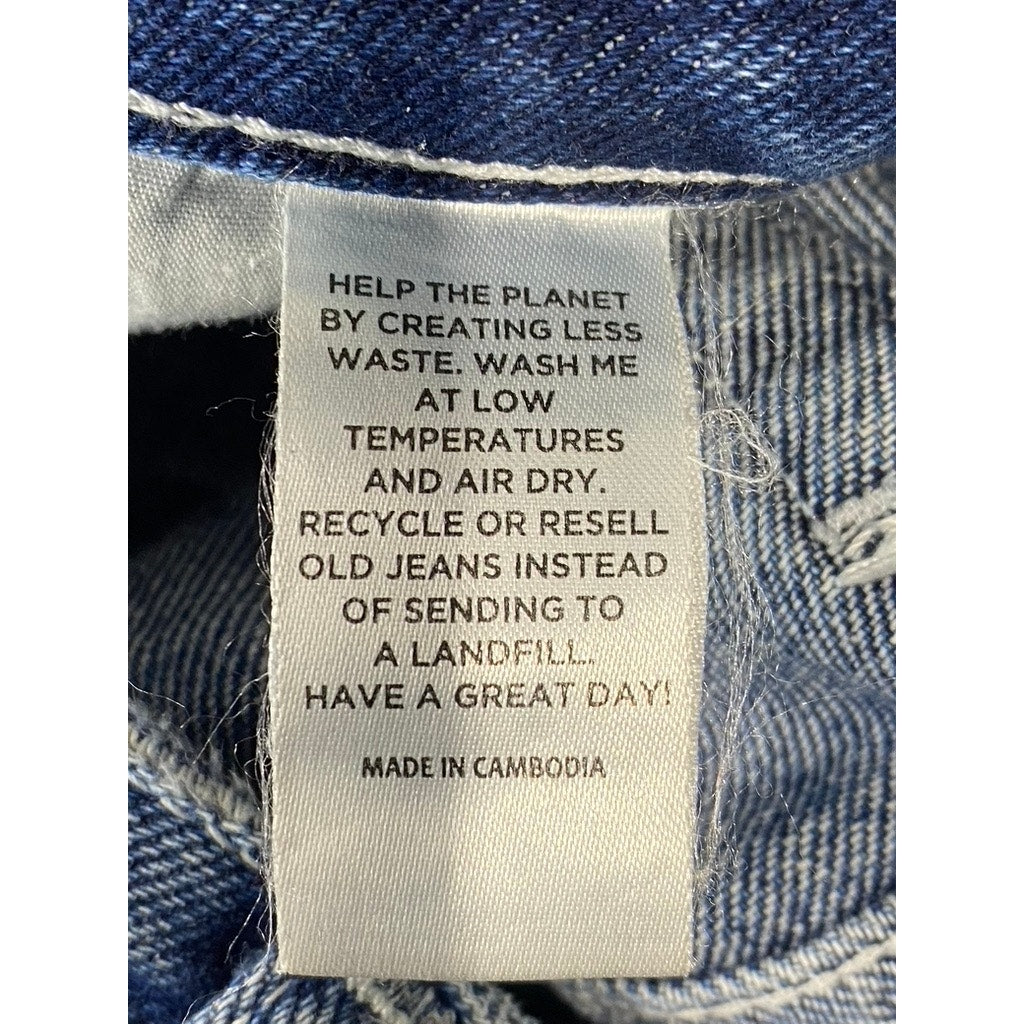 HELP THE PLANET
BY CREATING LESS
WASTE. WASH ME
AT LOW
TEMPERATURES
AND AIR DRY.
RECYCLE OR RESELL
OLD JEANS INSTEAD
OF SENDING TO
A LANDFILL.
HAVE A GREAT DAY!
MADE IN CAMBODIA